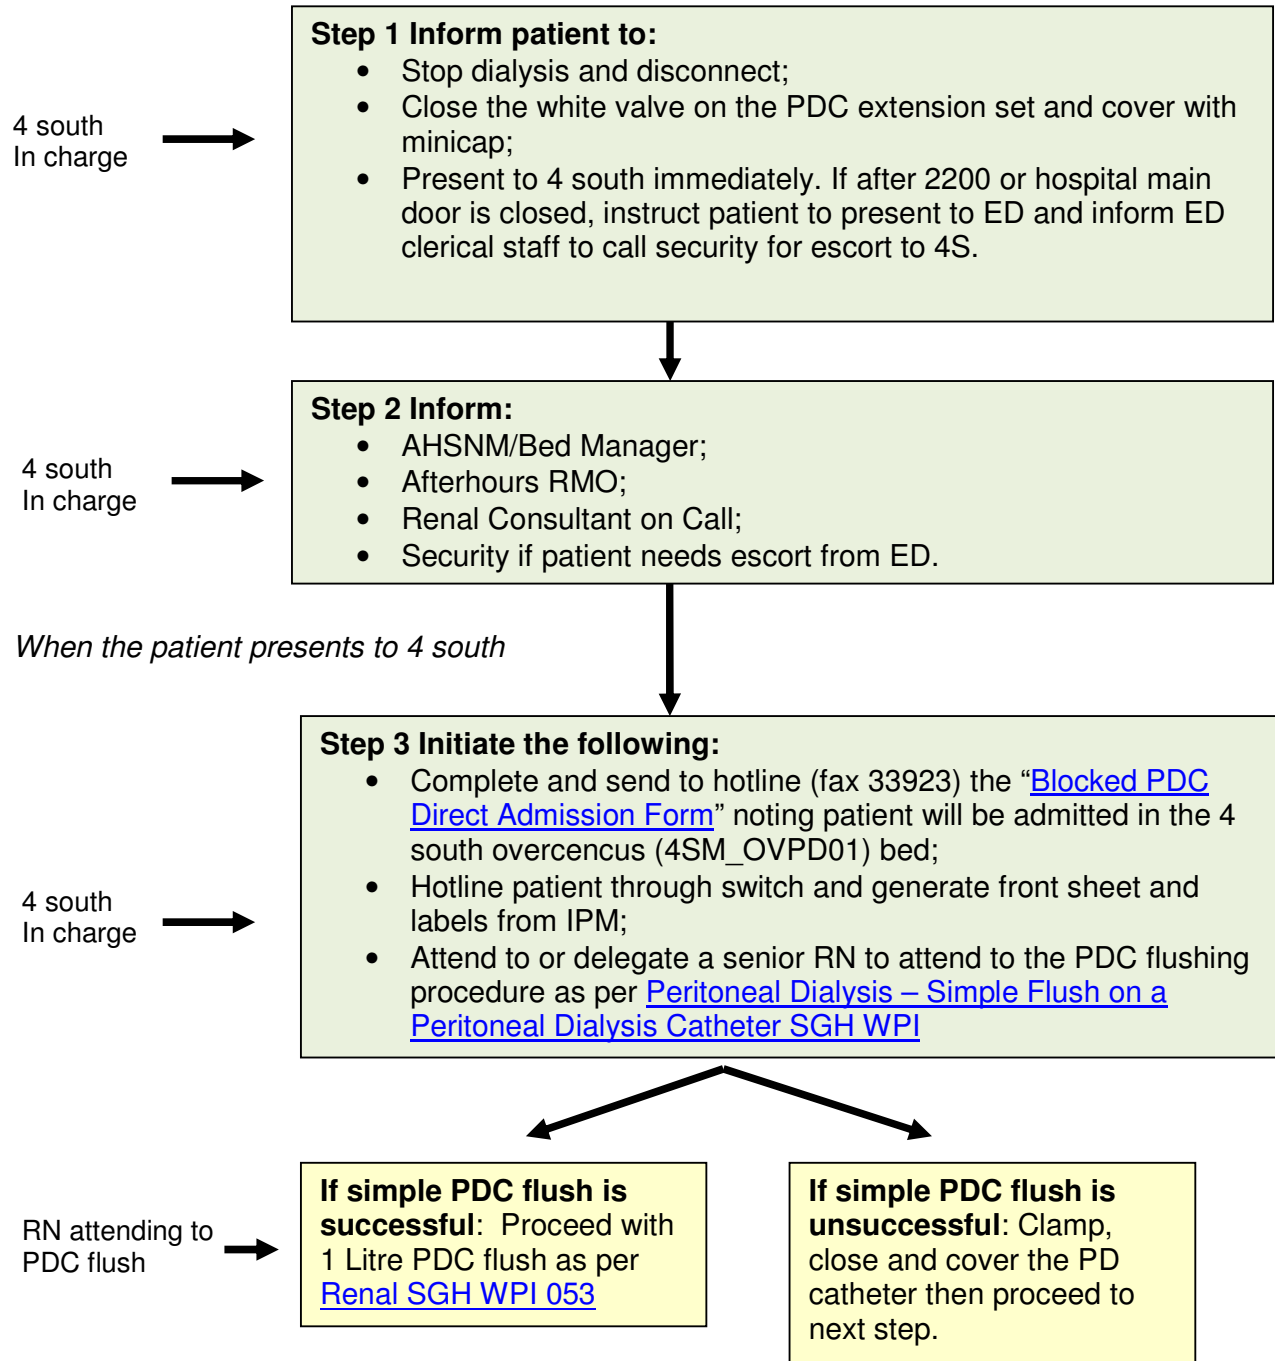 Step 1 Inform patient to:
• Stop dialysis and disconnect;
• Close the white valve on the PDC extension set and cover with
minicap;
• Present to 4 south immediately. If after 2200 or hospital main
door is closed, instruct patient to present to ED and inform ED
clerical staff to call security for escort to 4S.
4 south
In charge
Step 2 Inform:
• AHSNM/Bed Manager;
• Afterhours RMO;
• Renal Consultant on Call;
• Security if patient needs escort from ED.
4 south
In charge
When the patient presents to 4 south
Step 3 Initiate the following:
• Complete and send to hotline (fax 33923) the “Blocked PDC
Direct Admission Form” noting patient will be admitted in the 4
south overcencus (4SM_OVPD01) bed;
• Hotline patient through switch and generate front sheet and
labels from IPM;
• Attend to or delegate a senior RN to attend to the PDC flushing
procedure as per Peritoneal Dialysis – Simple Flush on a
Peritoneal Dialysis Catheter SGH WPI
4 south
In charge
RN attending to
PDC flush
If simple PDC flush is
successful: Proceed with
1 Litre PDC flush as per
Renal SGH WPI 053
If simple PDC flush is
unsuccessful: Clamp,
close and cover the PD
catheter then proceed to
next step.